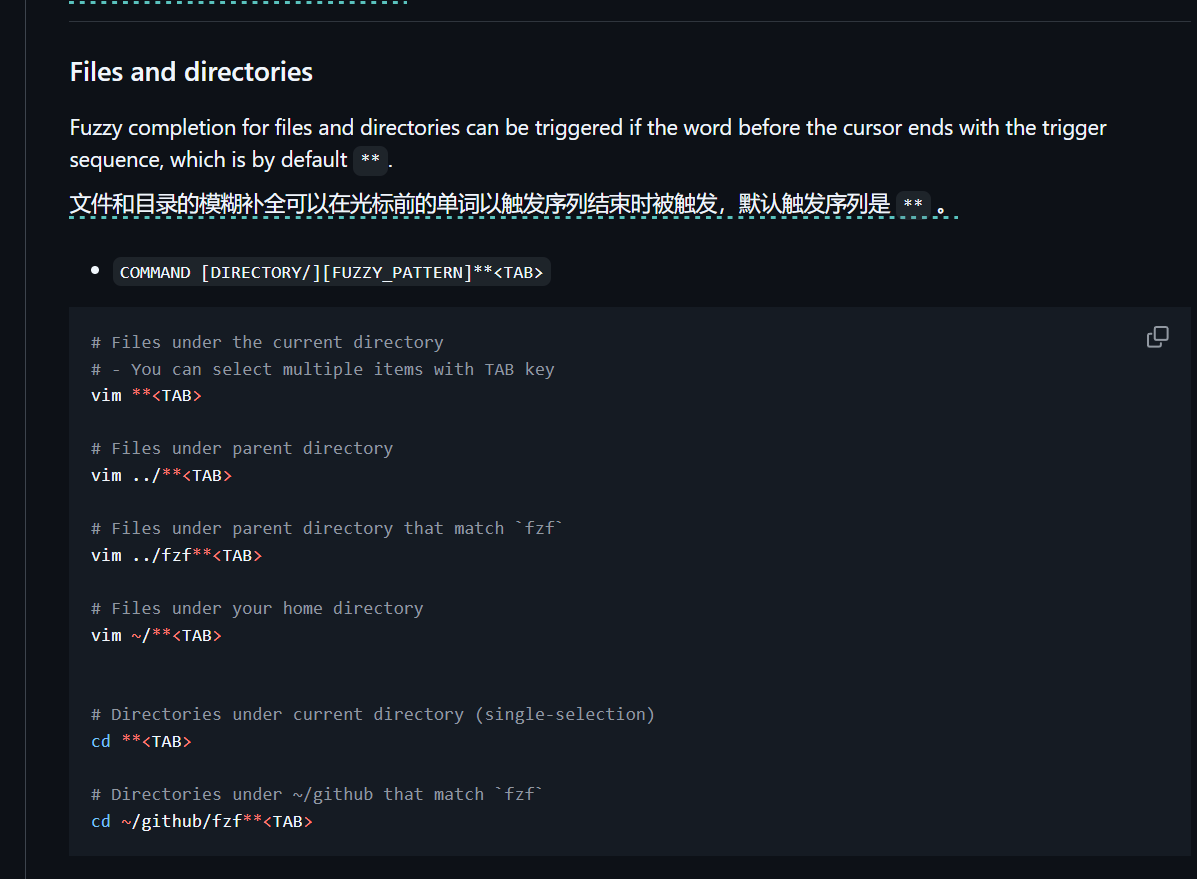 Files and directories
Fuzzy completion for files and directories can be triggered if the word before the cursor ends with the trigger
sequence, which is by default **.
文件和目录的模糊补全可以在光标前的单词以触发序列结束时被触发，默认触发序列是 ** 。
COMMAND [DIRECTORY/][FUZZY_PATTERN]**<TAB>
# Files under the current directory
# - You can select multiple items with TAB key
vim **<TAB>
# Files under parent directory
vim ../**<TAB>
# Files under parent directory that match `fzf`
vim ../fzf**<TAB>
# Files under your home directory
vim ~/**<TAB>
# Directories under current directory (single-selection)
cd **<TAB>
# Directories under ~/github that match `fzf`
cd ~/github/fzf**<TAB>